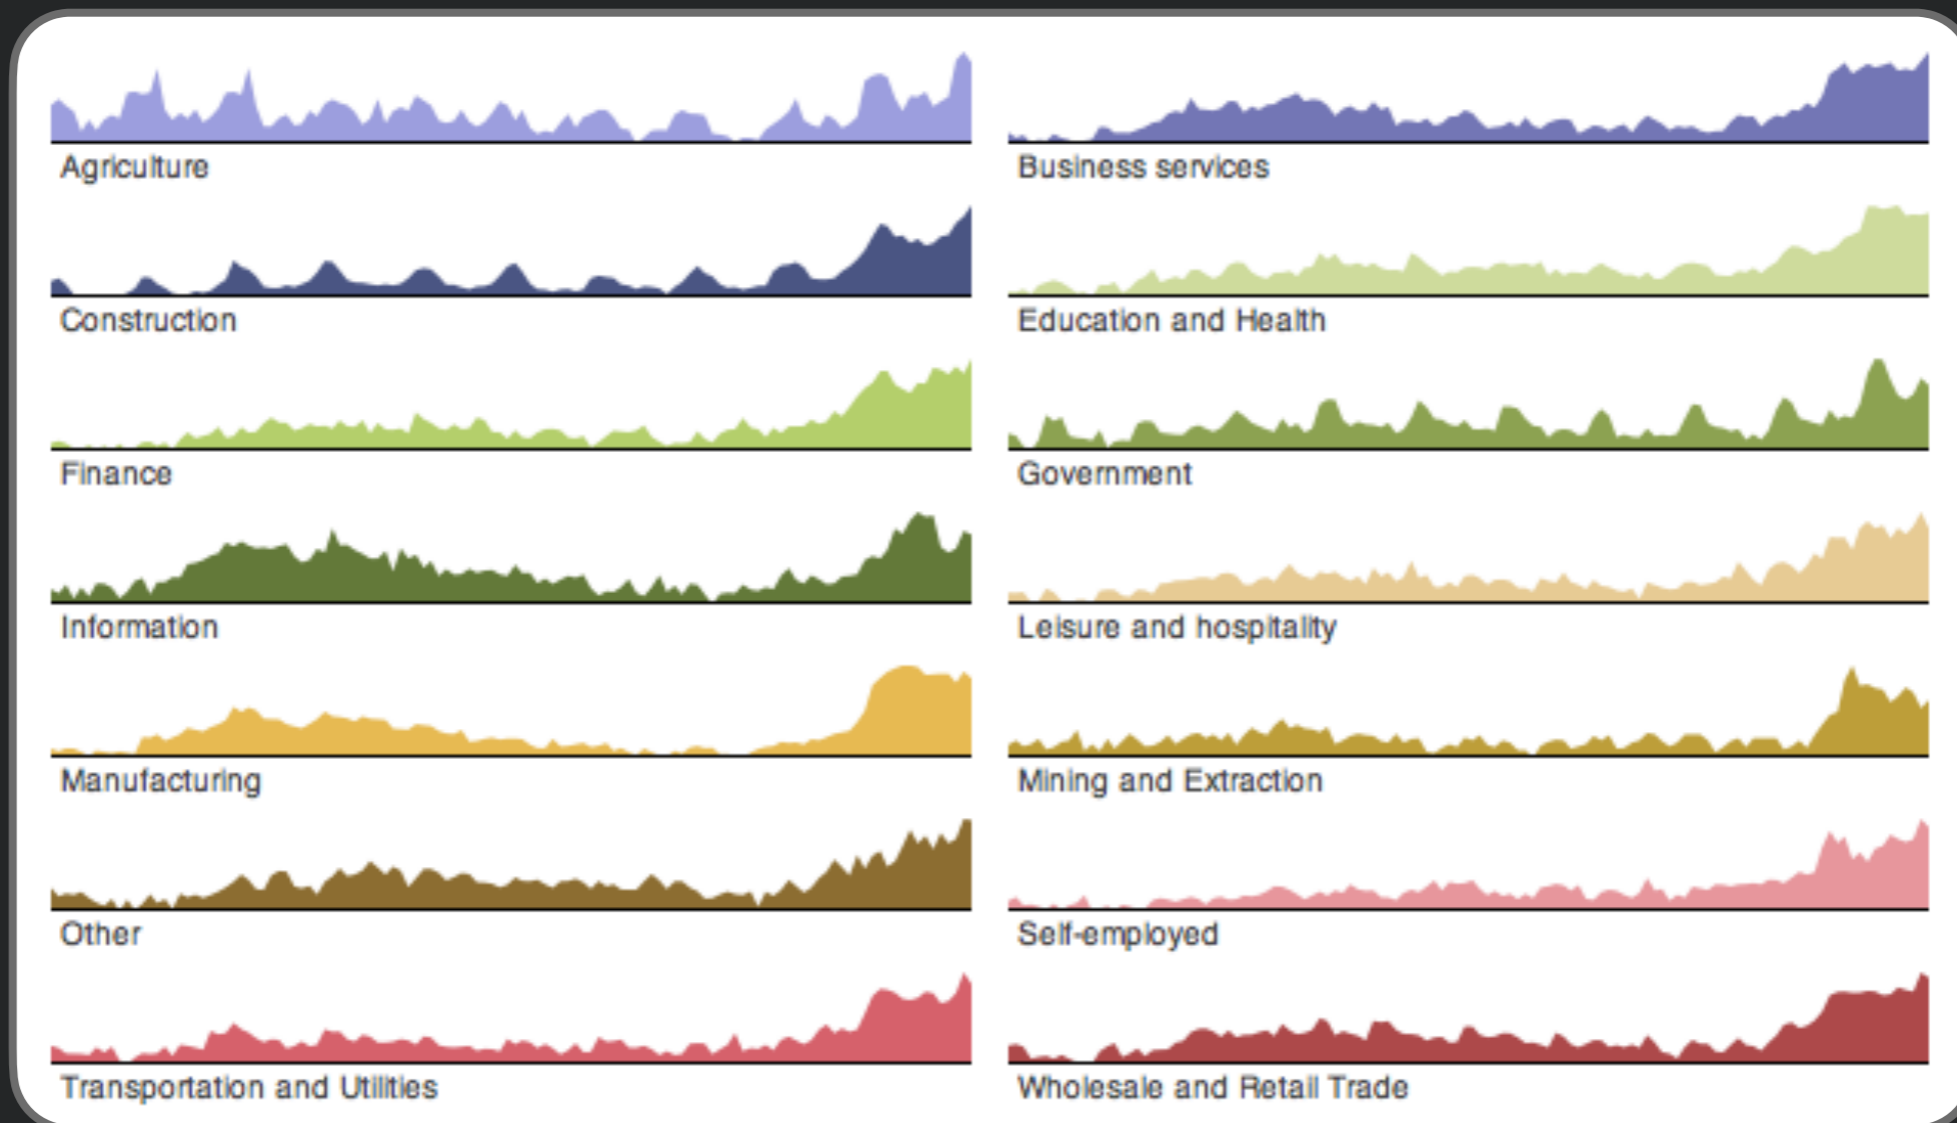 Agriculture
Business services
Construction
Education and Health
Finance
Government
Information
Leisure and hospitality
Manufacturing
Mining and Extraction
Other
Self-employed
Transportation and Utilities
Wholesale and Retail Trade